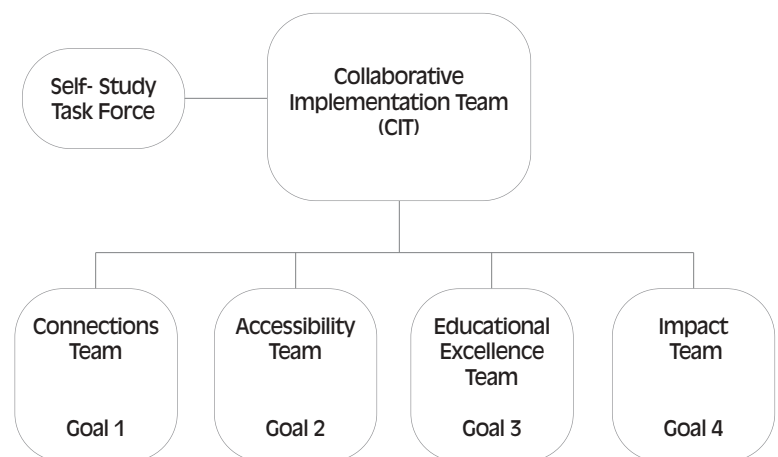 Self- Study
Task Force
Collaborative
Implementation Team
(CIT)
Connections
Team
Goal 1
Accessibility
Team
Goal 2
Educational
Excellence
Team
Goal 3
Impact
Team
Goal 4